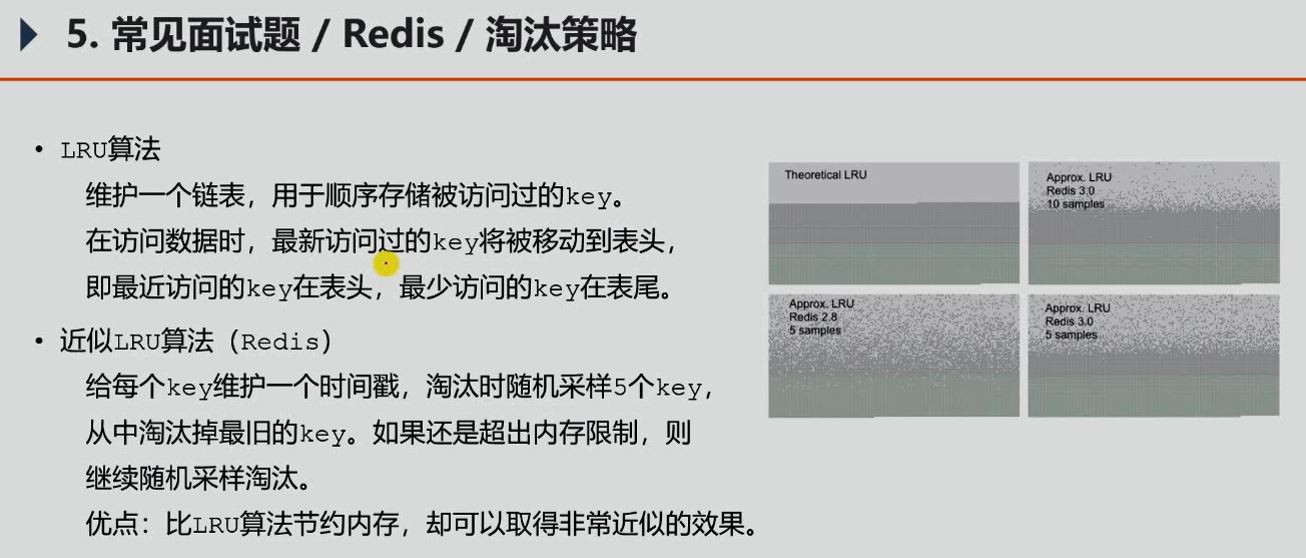 5. 常见面试题 / Redis / 淘汰策略
• LRU算法
维护一个链表，用于顺序存储被访问过的key。
在访问数据时，最新访问过的key将被移动到表头，
即最近访问的key在表头，最少访问的key在表尾。
• 近似LRU算法（Redis）
给每个key维护一个时间戳，淘汰时随机采样5个key，
从中淘汰掉最旧的key。如果还是超出内存限制，则
继续随机采样淘汰。
优点：比LRU算法节约内存，却可以取得非常近似的效果。
Theoretical LRU
Approx. LRU
Redis 3.0
10 samples
Approx. LRU
Redis 2.8
5 samples
Approx. LRU
Redis 3.0
5 samples